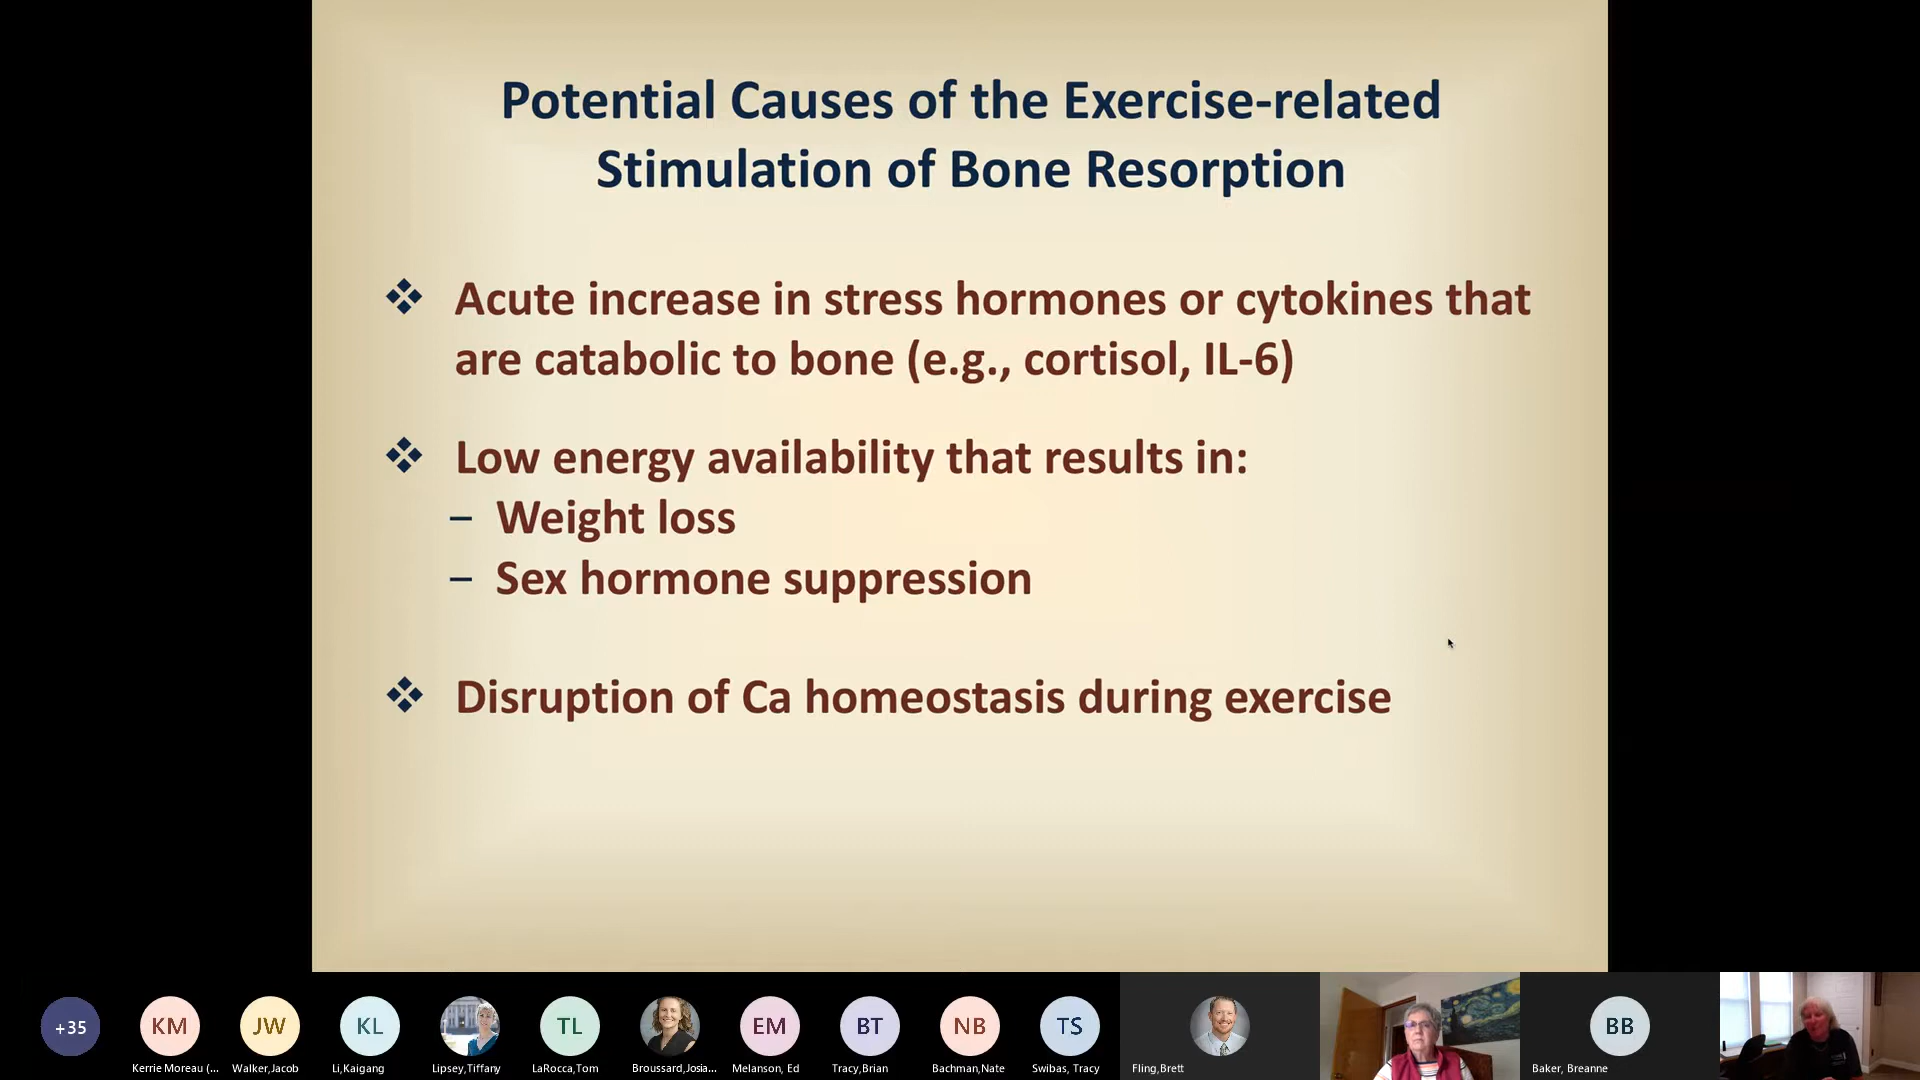 Potential Causes of the Exercise-related
Stimulation of Bone Resorption
❖ Acute increase in stress hormones or cytokines that
are catabolic to bone (e.g., cortisol, IL-6)
❖ Low energy availability that results in:
– Weight loss
– Sex hormone suppression
❖ Disruption of Ca homeostasis during exercise
+35
KM
JW
KL
TL
EM
BT
NB
TS
BB
Kerrie Moreau (...
Walker,Jacob
Li,Kaigang
Lipsey,Tiffany
LaRocca,Tom
Broussard,Josia...
Melanson, Ed
Tracy,Brian
Bachman,Nate
Swibas, Tracy
Fling,Brett
Baker, Breanne